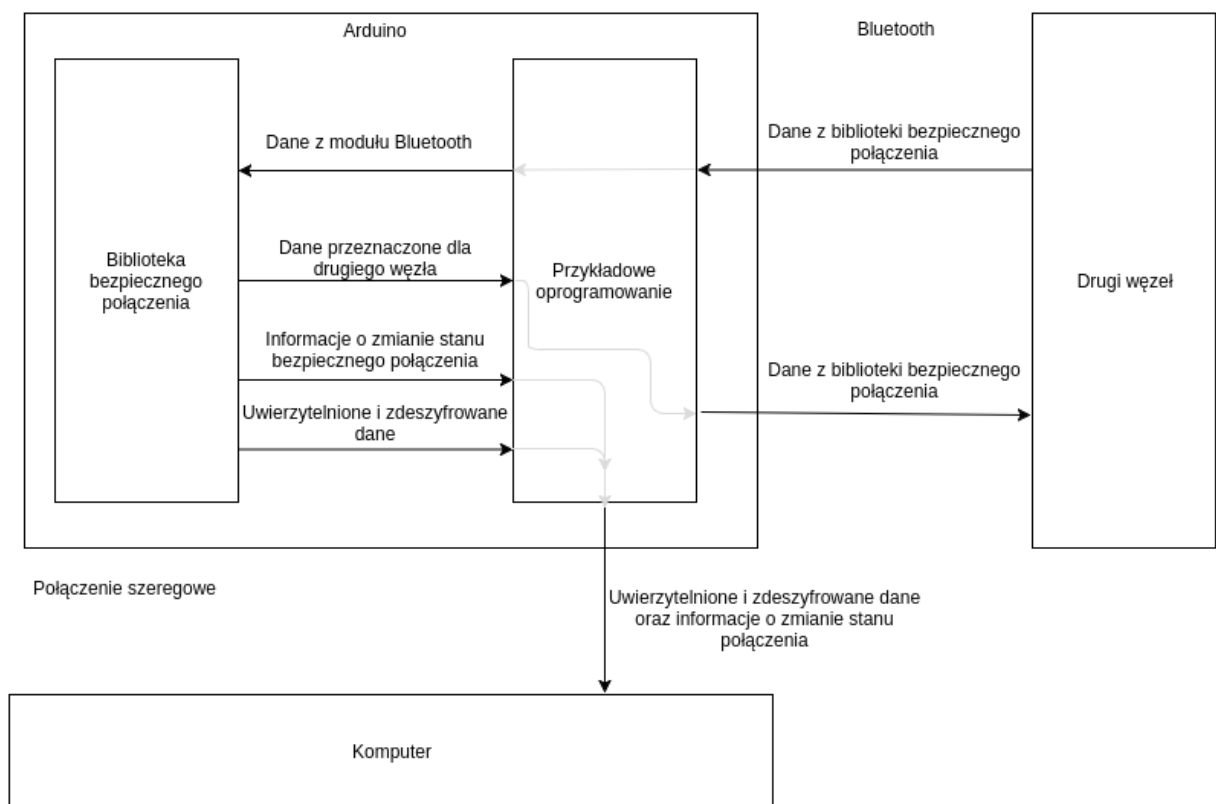 Arduino
Bluetooth
Dane z modułu Bluetooth
Dane z biblioteki bezpiecznego
połączenia
Biblioteka
bezpiecznego
połączenia
Dane przeznaczone dla
drugiego węzła
Przykładowe
oprogramowanie
Drugi węzeł
Informacje o zmianie stanu
bezpiecznego połączenia
Dane z biblioteki bezpiecznego
połączenia
Uwierzytelnione i zdeszyfrowane
dane
Połączenie szeregowe
Uwierzytelnione i zdeszyfrowane dane
oraz informacje o zmianie stanu
połączenia
Komputer